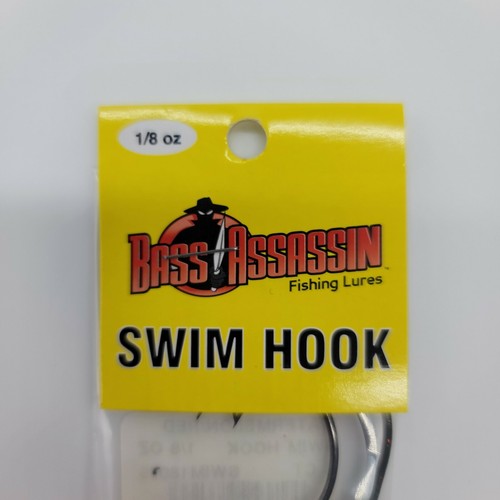 1/8 oz
BASS ASSASSIN
Fishing Lures
SWIM HOOK